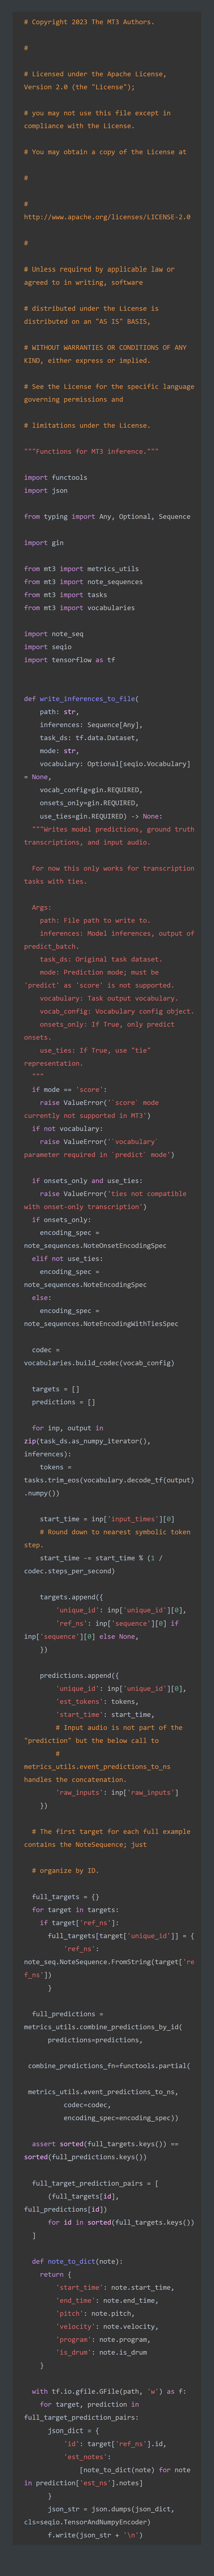 # Copyright 2023 The MT3 Authors.
#
# Licensed under the Apache License,
Version 2.0 (the "License");
# you may not use this file except in
compliance with the License.
# You may obtain a copy of the License at
#
#
http://www.apache.org/licenses/LICENSE-2.0
#
# Unless required by applicable law or
agreed to in writing, software
# distributed under the License is
distributed on an "AS IS" BASIS,
# WITHOUT WARRANTIES OR CONDITIONS OF ANY
KIND, either express or implied.
# See the License for the specific language
governing permissions and
# limitations under the License.
"""Functions for MT3 inference."""
import functools
import json
from typing import Any, Optional, Sequence
import gin
from mt3 import metrics_utils
from mt3 import note_sequences
from mt3 import tasks
from mt3 import vocabularies
import note_seq
import seqio
import tensorflow as tf
def write_inferences_to_file(
    path: str,
    inferences: Sequence[Any],
    task_ds: tf.data.Dataset,
    mode: str,
    vocabulary: Optional[seqio.Vocabulary]
= None,
    vocab_config=gin.REQUIRED,
    onsets_only=gin.REQUIRED,
    use_ties=gin.REQUIRED) -> None:
  """Writes model predictions, ground truth
transcriptions, and input audio.
  For now this only works for transcription
tasks with ties.
  Args:
    path: File path to write to.
    inferences: Model inferences, output of
predict_batch.
    task_ds: Original task dataset.
    mode: Prediction mode; must be
'predict' as 'score' is not supported.
    vocabulary: Task output vocabulary.
    vocab_config: Vocabulary config object.
    onsets_only: If True, only predict
onsets.
    use_ties: If True, use "tie"
representation.
  """
  if mode == 'score':
    raise ValueError('`score` mode
currently not supported in MT3')
  if not vocabulary:
    raise ValueError('`vocabulary`
parameter required in `predict` mode')
  if onsets_only and use_ties:
    raise ValueError('ties not compatible
with onset-only transcription')
  if onsets_only:
    encoding_spec =
note_sequences.NoteOnsetEncodingSpec
  elif not use_ties:
    encoding_spec =
note_sequences.NoteEncodingSpec
  else:
    encoding_spec =
note_sequences.NoteEncodingWithTiesSpec
  codec =
vocabularies.build_codec(vocab_config)
  targets = []
  predictions = []
  for inp, output in
zip(task_ds.as_numpy_iterator(),
inferences):
    tokens =
tasks.trim_eos(vocabulary.decode_tf(output)
.numpy())
    start_time = inp['input_times'][0]
    # Round down to nearest symbolic token
step.
    start_time -= start_time % (1 /
codec.steps_per_second)
    targets.append({
        'unique_id': inp['unique_id'][0],
        'ref_ns': inp['sequence'][0] if
inp['sequence'][0] else None,
    })
    predictions.append({
        'unique_id': inp['unique_id'][0],
        'est_tokens': tokens,
        'start_time': start_time,
        # Input audio is not part of the
"prediction" but the below call to
        #
metrics_utils.event_predictions_to_ns
handles the concatenation.
        'raw_inputs': inp['raw_inputs']
    })
  # The first target for each full example
contains the NoteSequence; just
  # organize by ID.
  full_targets = {}
  for target in targets:
    if target['ref_ns']:
      full_targets[target['unique_id']] = {
          'ref_ns':
note_seq.NoteSequence.FromString(target['re
f_ns'])
      }
  full_predictions =
metrics_utils.combine_predictions_by_id(
      predictions=predictions,
 combine_predictions_fn=functools.partial(
 metrics_utils.event_predictions_to_ns,
          codec=codec,
          encoding_spec=encoding_spec))
  assert sorted(full_targets.keys()) ==
sorted(full_predictions.keys())
  full_target_prediction_pairs = [
      (full_targets[id],
full_predictions[id])
      for id in sorted(full_targets.keys())
  ]
  def note_to_dict(note):
    return {
        'start_time': note.start_time,
        'end_time': note.end_time,
        'pitch': note.pitch,
        'velocity': note.velocity,
        'program': note.program,
        'is_drum': note.is_drum
    }
  with tf.io.gfile.GFile(path, 'w') as f:
    for target, prediction in
full_target_prediction_pairs:
      json_dict = {
          'id': target['ref_ns'].id,
          'est_notes':
              [note_to_dict(note) for note
in prediction['est_ns'].notes]
      }
      json_str = json.dumps(json_dict,
cls=seqio.TensorAndNumpyEncoder)
      f.write(json_str + '\n')